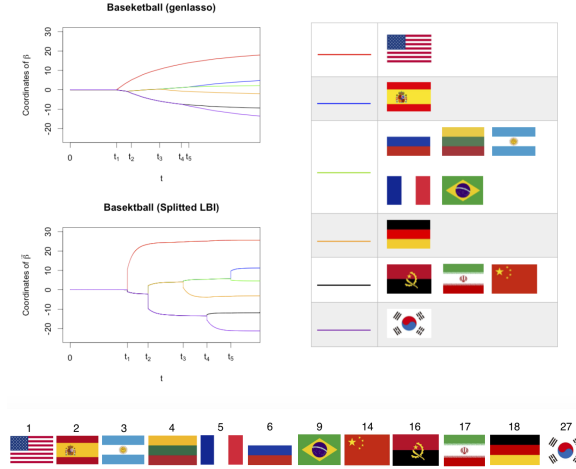 Baseketball (genlasso)
Coordinates of β̃
30
20
10
0
-10
-20
0
t1
t2
t3
t4
t5
t
Basektball (Splitted LBI)
Coordinates of β̃
30
20
10
0
-10
-20
0
t1
t2
t3
t4
t5
t
1 2 3 4 5 6 9 14 16 17 18 27